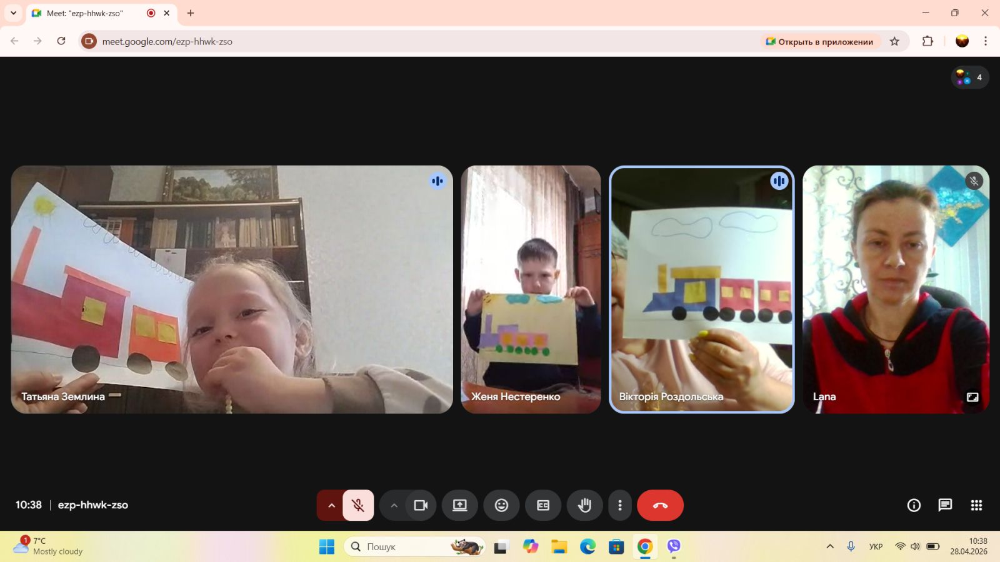 Meet: "ezp-hhwk-zso"
meet.google.com/ezp-hhwk-zso
Открыть в приложении
4
Татьяна Землина
Женя Нестеренко
Вікторія Роздольська
Lana
10:38 | ezp-hhwk-zso
1
7°C
Mostly cloudy
Пошук
УКР
10:38
28.04.2026